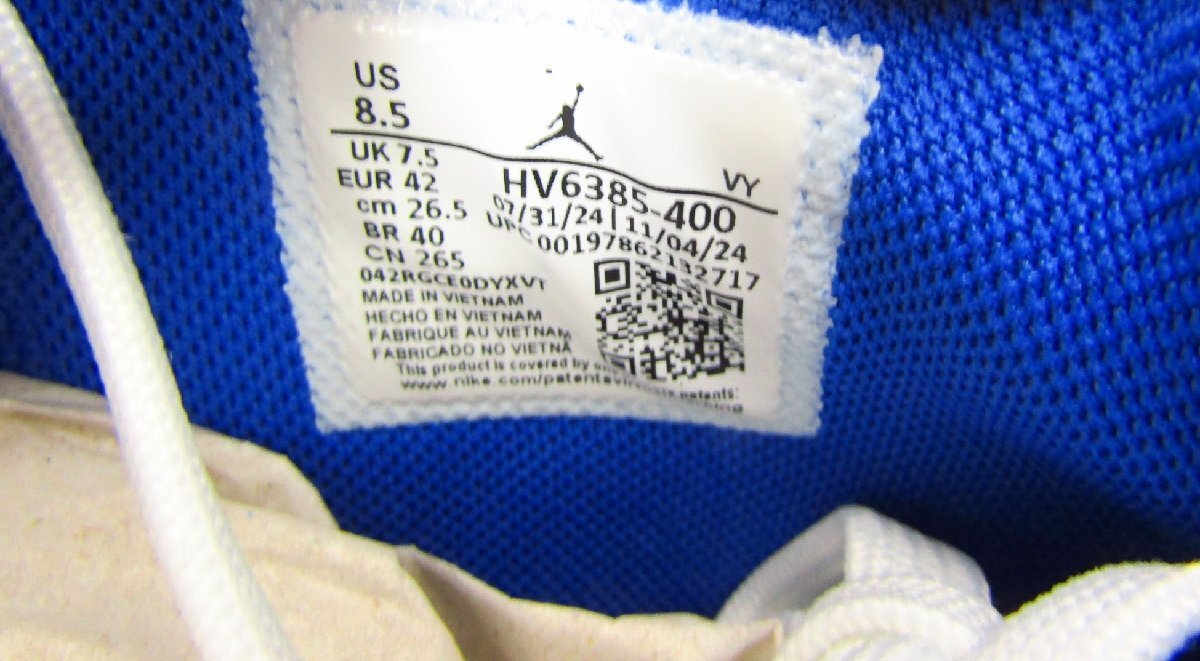 US
8.5
UK 7.5
EUR 42
cm 26.5
BR 40
CN 265
VY
HV6385-400
07/31/24 | 11/04/24
UPC 00197862132717
042RGCE0DYXV1
MADE IN VIETNAM
HECHO EN VIETNAM
FABRIQUE AU VIETNAM
FABRICADO NO VIETNÃ
This product is covered by patents:
www.nike.com/